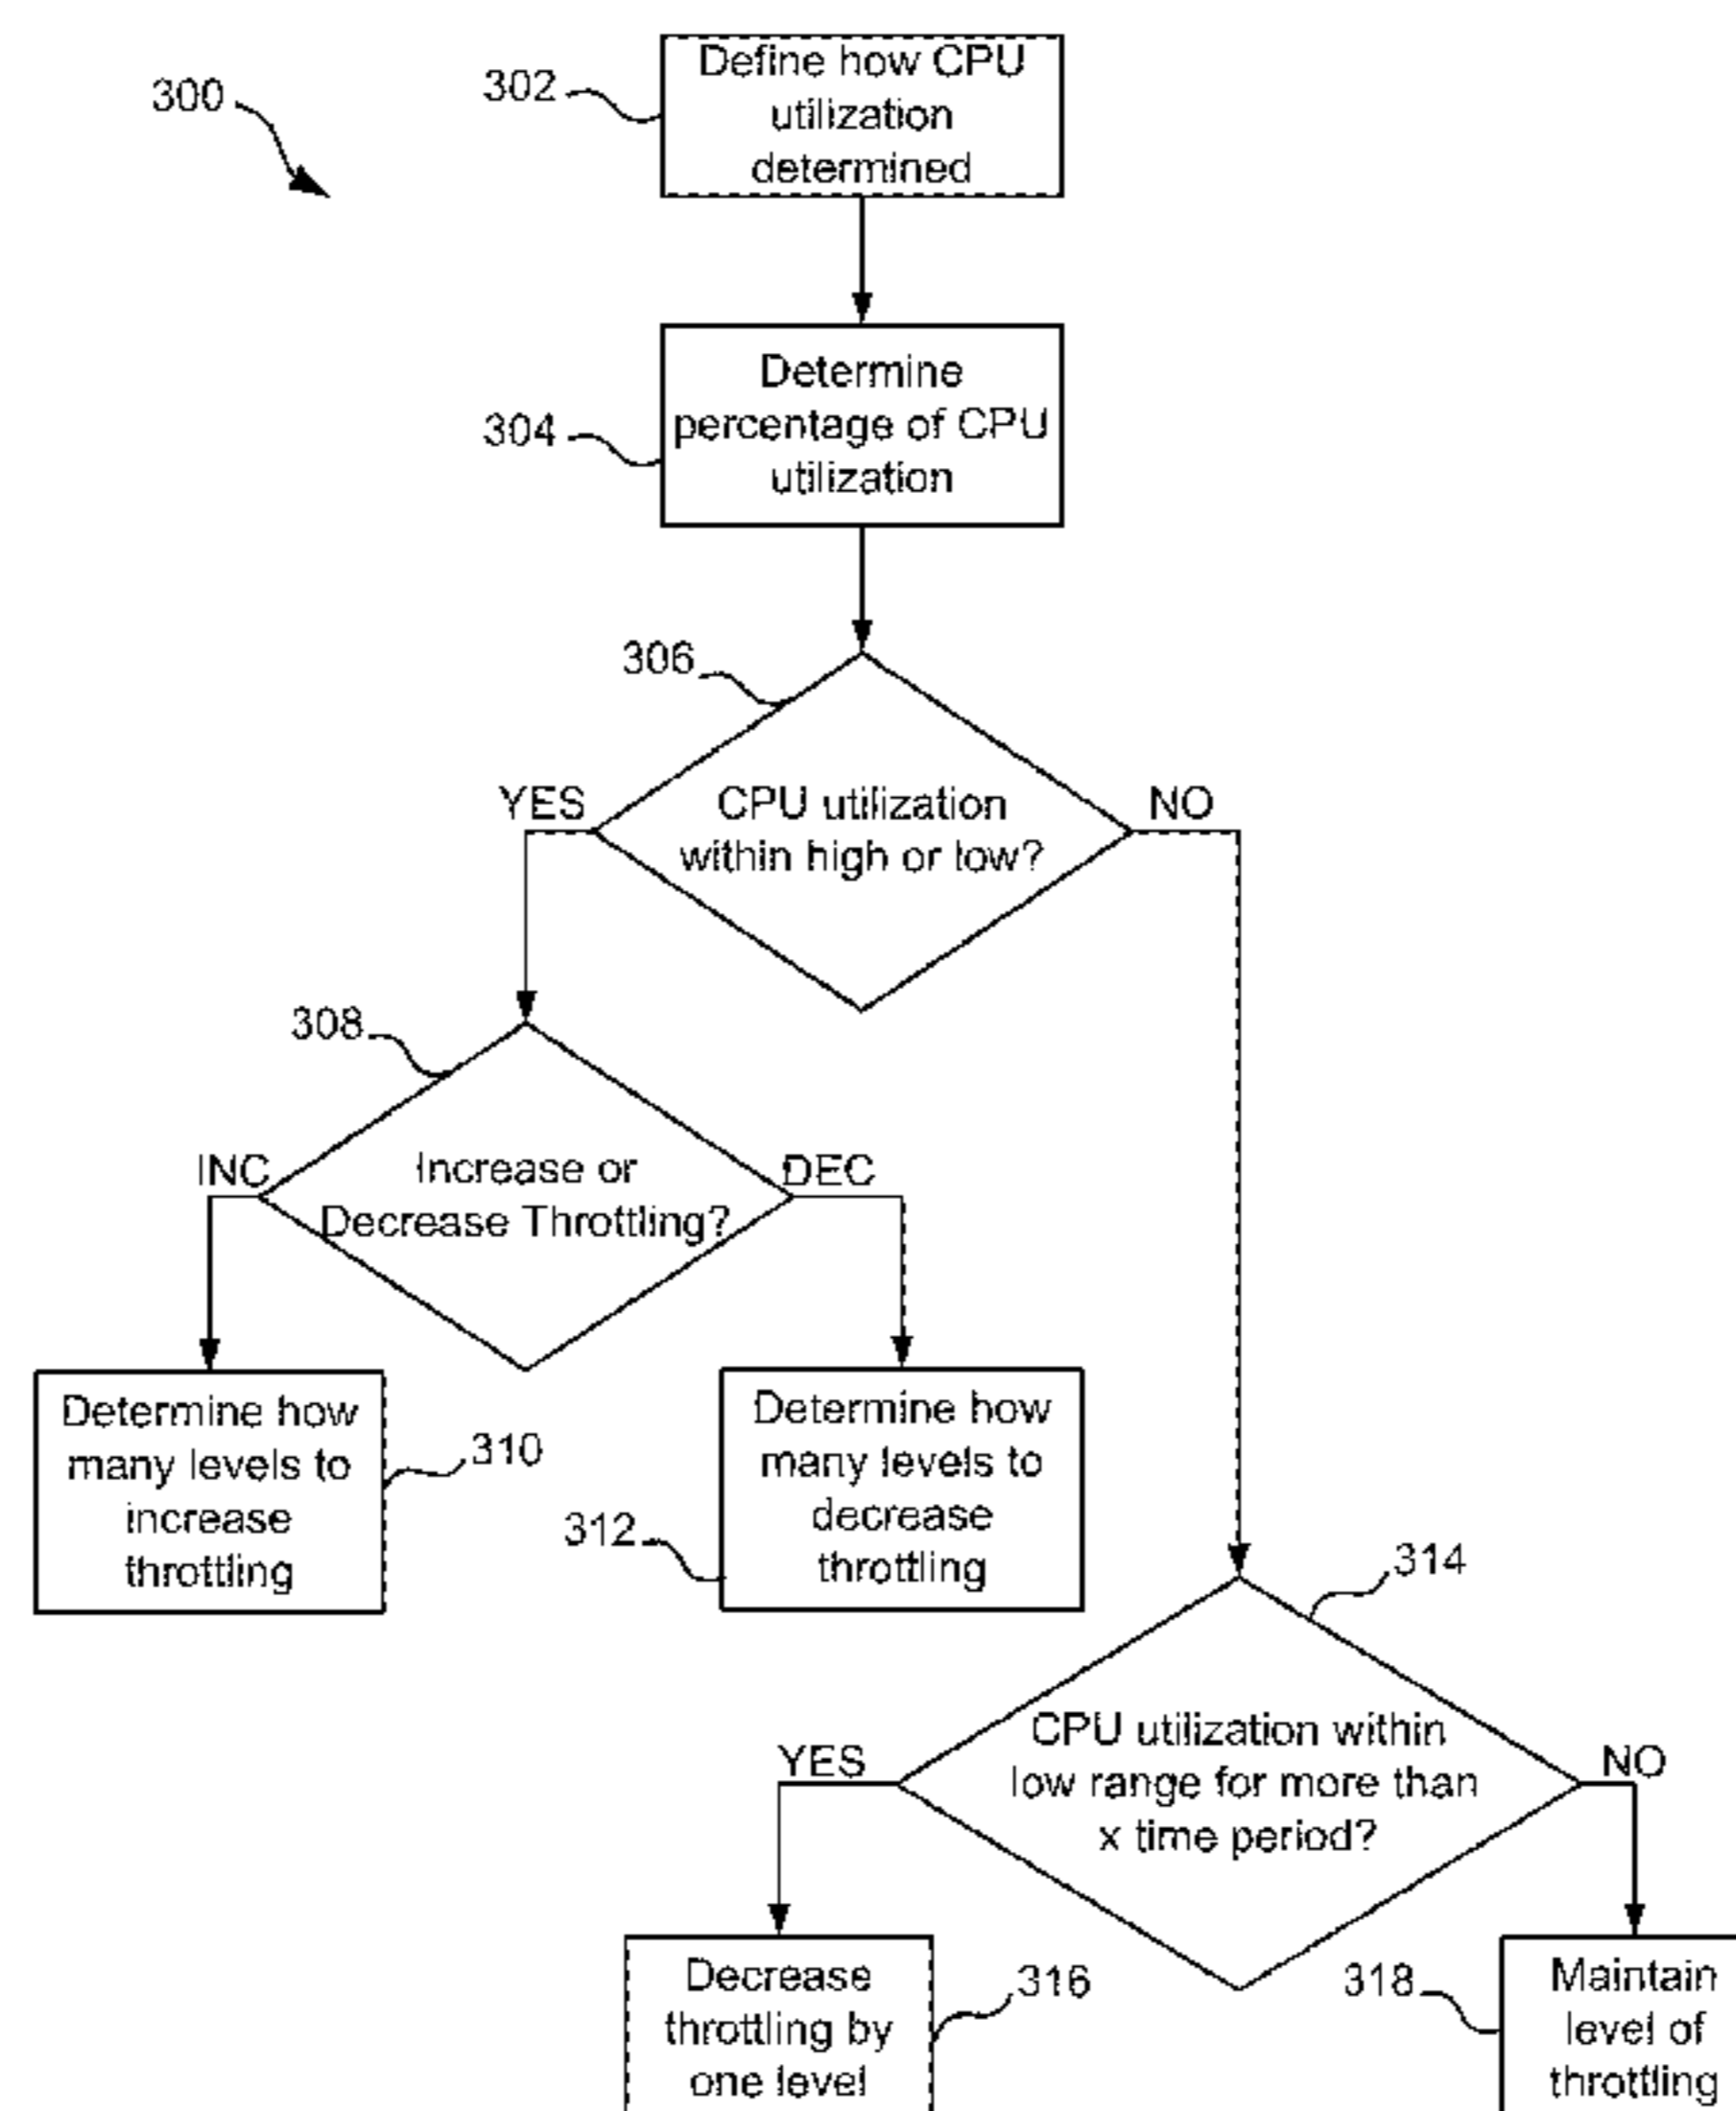 300
302
Define how CPU
utilization
determined
304
Determine
percentage of CPU
utilization
306
YES
CPU utilization
within high or low?
NO
308
INC
Increase or
Decrease Throttling?
DEC
Determine how
many levels to
increase
throttling
310
312
Determine how
many levels to
decrease
throttling
314
YES
CPU utilization within
low range for more than
x time period?
NO
Decrease
throttling by
one level
316
318
Maintain
level of
throttling